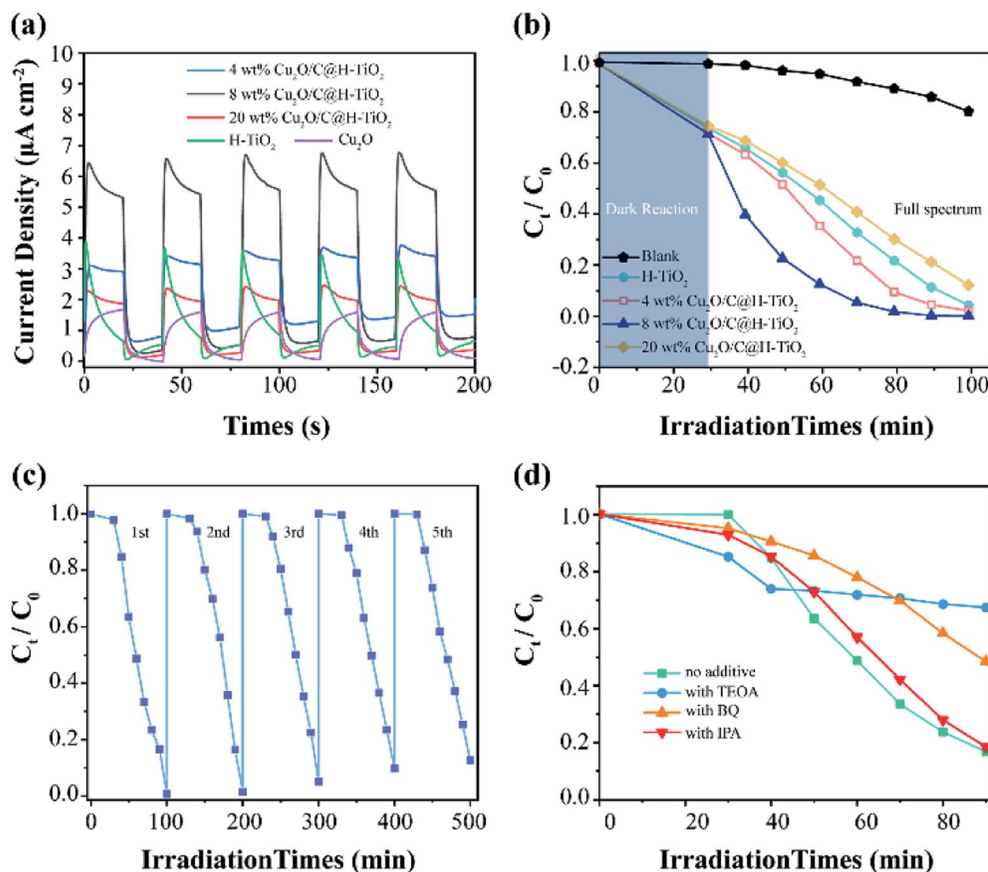 (a)
Current Density (μA cm⁻²)
10
9
8
7
6
5
4
3
2
1
0
4 wt% Cu₂O/C@H-TiO₂
8 wt% Cu₂O/C@H-TiO₂
20 wt% Cu₂O/C@H-TiO₂
H-TiO₂ Cu₂O
0 50 100 150 200
Times (s)
(b)
Cₜ / C₀
1.0
0.8
0.6
0.4
0.2
0.0
-0.2
Dark Reaction
Full spectrum
Blank
H-TiO₂
4 wt% Cu₂O/C@H-TiO₂
8 wt% Cu₂O/C@H-TiO₂
20 wt% Cu₂O/C@H-TiO₂
0 20 40 60 80 100
IrradiationTimes (min)
(c)
Cₜ / C₀
1.0
0.8
0.6
0.4
0.2
0.0
1st 2nd 3rd 4th 5th
0 100 200 300 400 500
IrradiationTimes (min)
(d)
Cₜ / C₀
1.0
0.8
0.6
0.4
0.2
0.0
no additive
with TEOA
with BQ
with IPA
0 20 40 60 80
IrradiationTimes (min)